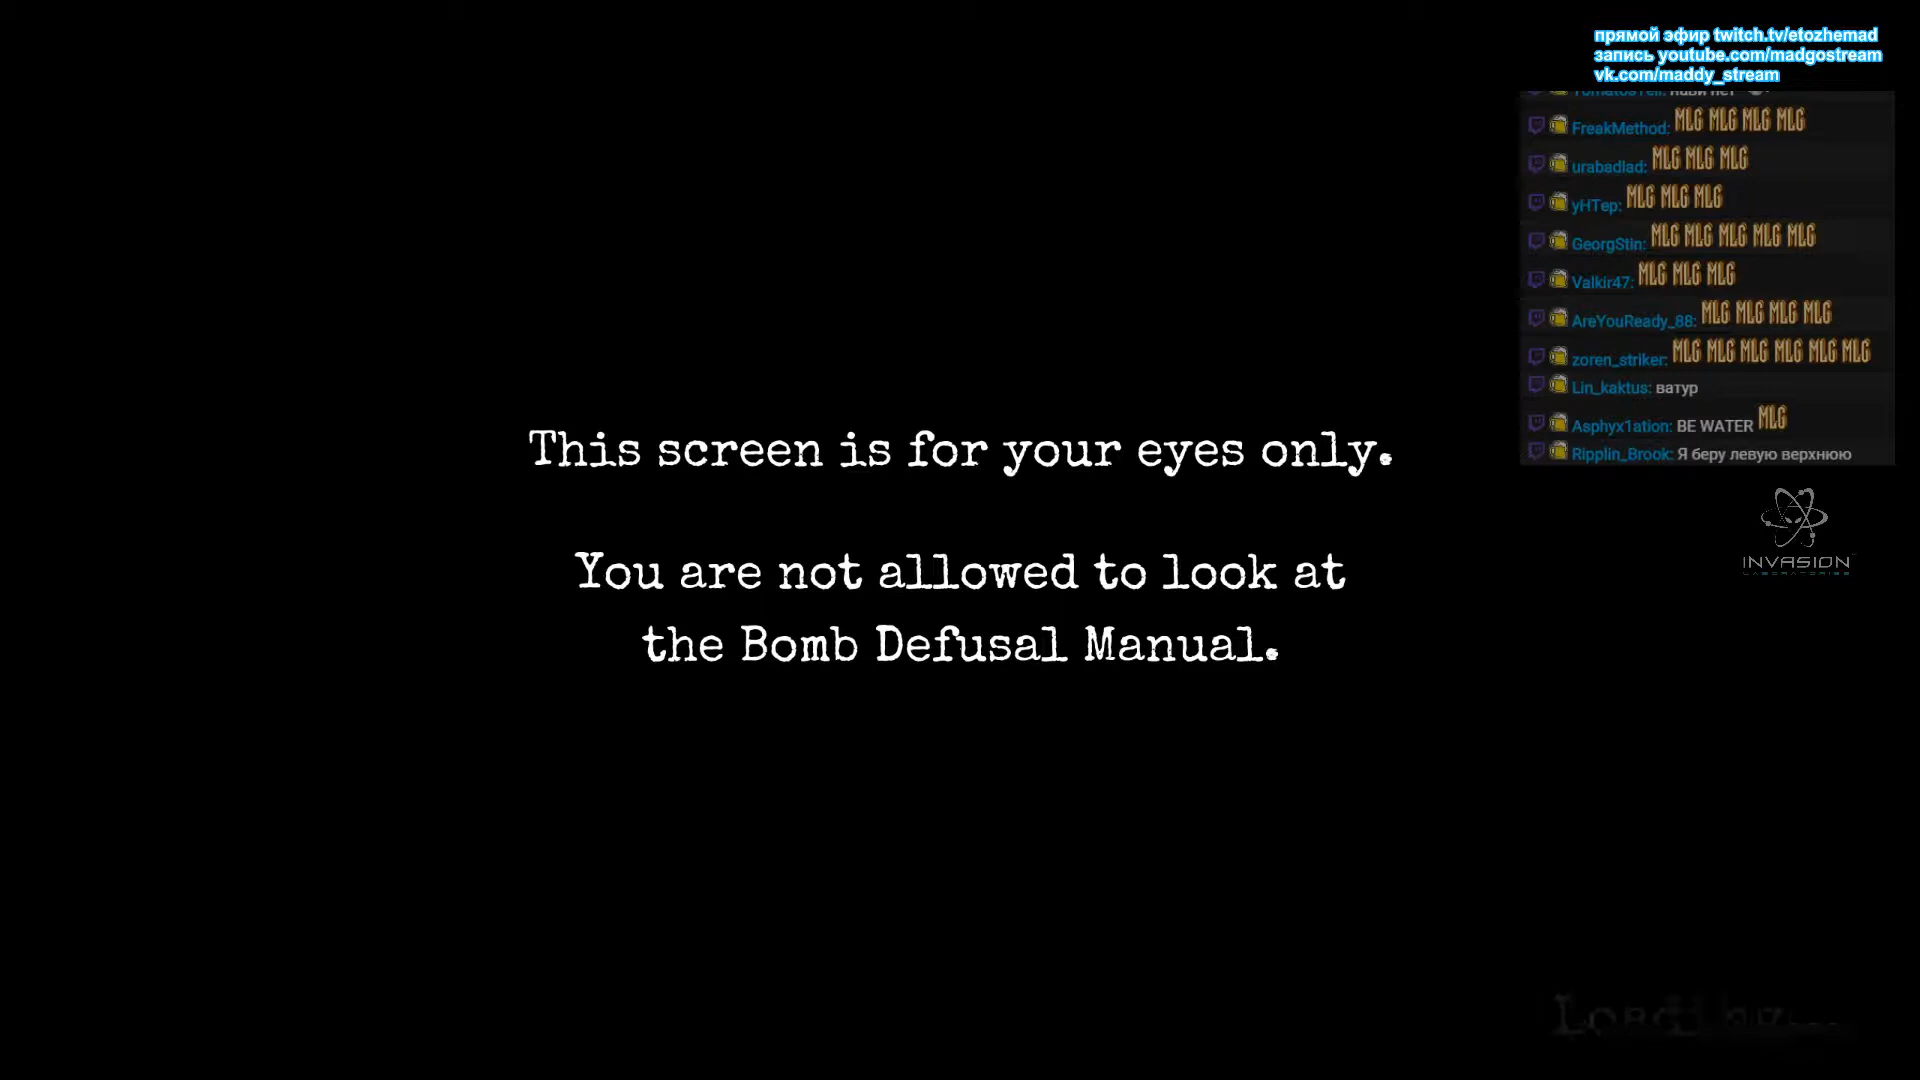 прямой эфир twitch.tv/etozhemad
запись youtube.com/madgostream
vk.com/maddy_stream
FreakMethod: MLG MLG MLG MLG
urabadlad: MLG MLG MLG
yHTep: MLG MLG MLG
GeorgStin: MLG MLG MLG MLG MLG
Valkir47: MLG MLG MLG
AreYouReady_88: MLG MLG MLG MLG
zoren_striker: MLG MLG MLG MLG MLG MLG
Lin_kaktus: ватур
Asphyx1ation: BE WATER MLG
Ripplin_Brook: Я беру левую верхнюю
INVASION
LABORATORIES
This screen is for your eyes only.
You are not allowed to look at
the Bomb Defusal Manual.
Loading...